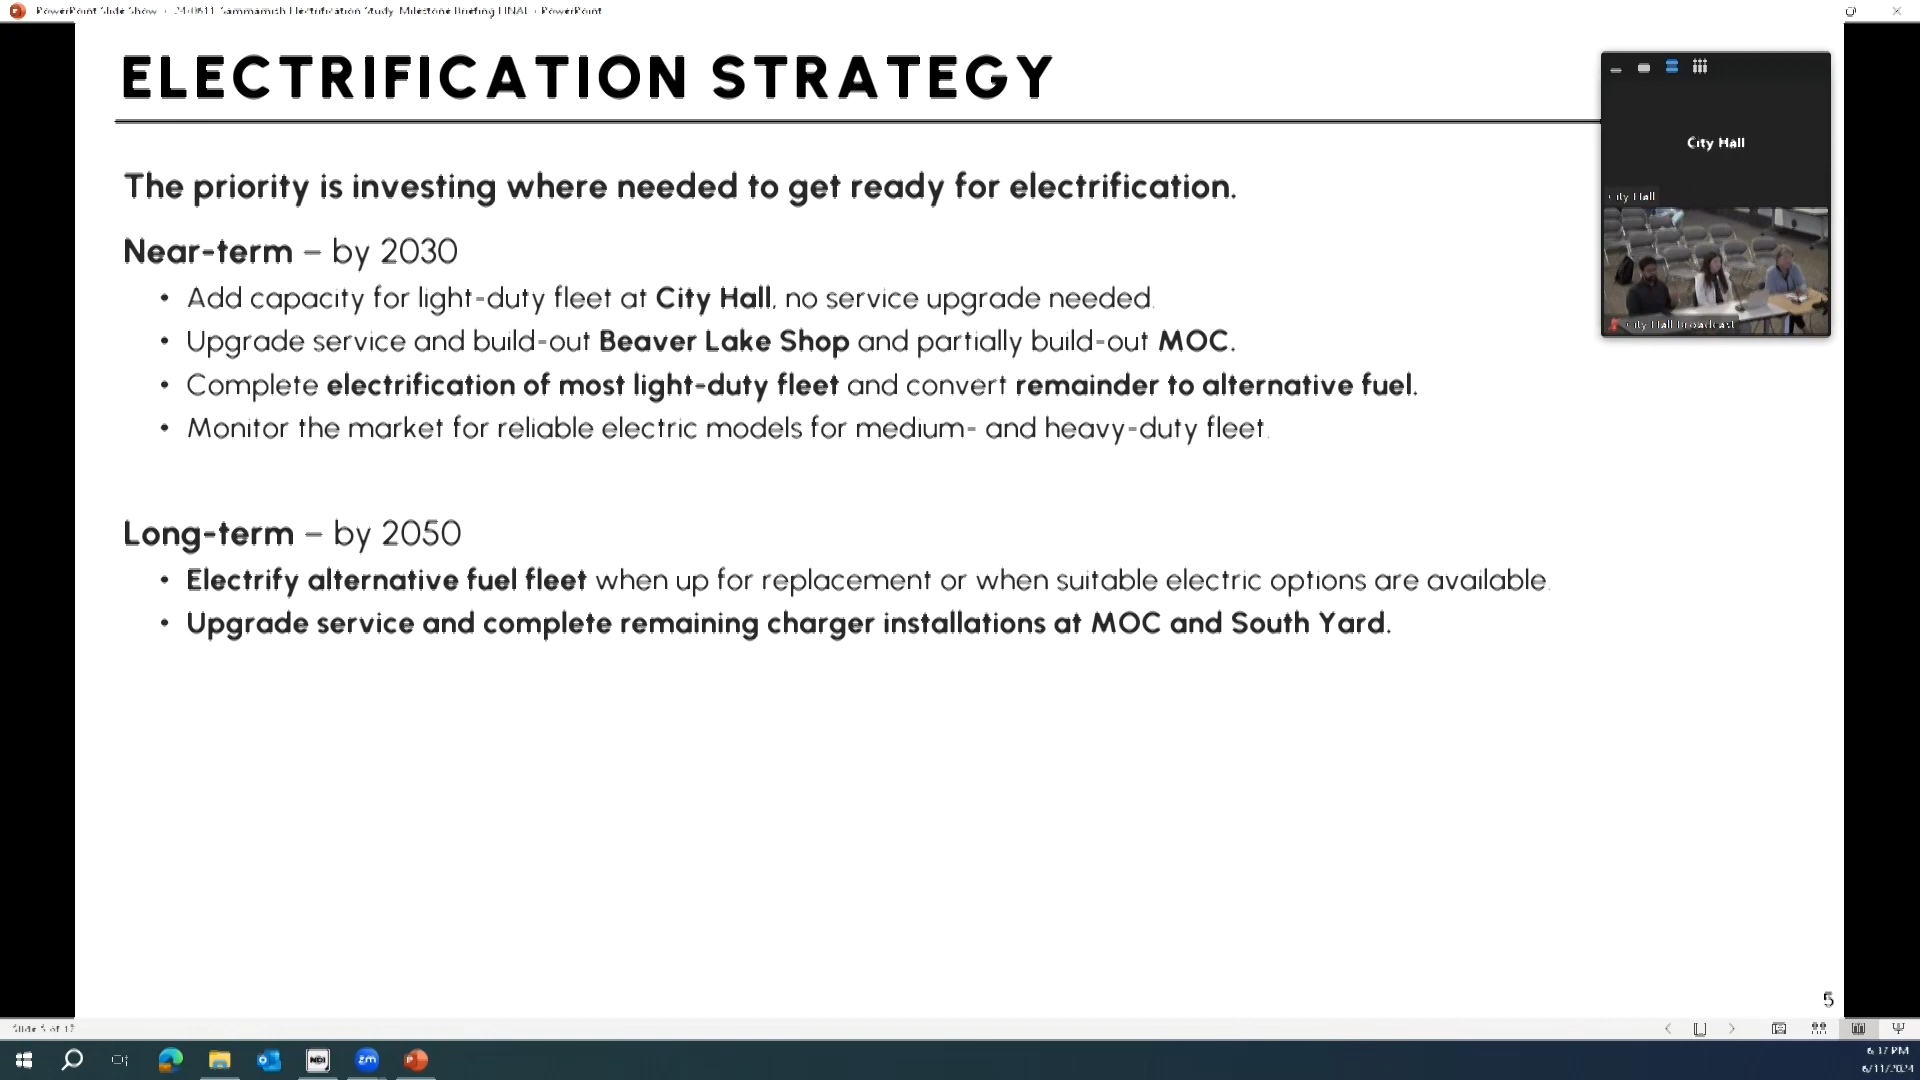 PowerPoint Slide Show - 240611 Sammamish Electrification Study Milestone Briefing FINAL - PowerPoint
ELECTRIFICATION STRATEGY
The priority is investing where needed to get ready for electrification.
Near-term – by 2030
• Add capacity for light-duty fleet at City Hall, no service upgrade needed.
• Upgrade service and build-out Beaver Lake Shop and partially build-out MOC.
• Complete electrification of most light-duty fleet and convert remainder to alternative fuel.
• Monitor the market for reliable electric models for medium- and heavy-duty fleet.
Long-term – by 2050
• Electrify alternative fuel fleet when up for replacement or when suitable electric options are available.
• Upgrade service and complete remaining charger installations at MOC and South Yard.
City Hall
City Hall
City Hall Broadcast
5
Slide 5 of 17
NDI
zm
6:37 PM
6/11/2024